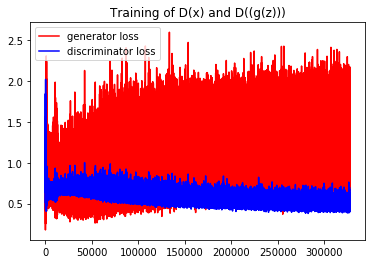 Training of D(x) and D((g(z)))
generator loss
discriminator loss
2.5
2.0
1.5
1.0
0.5
0 50000 100000 150000 200000 250000 300000